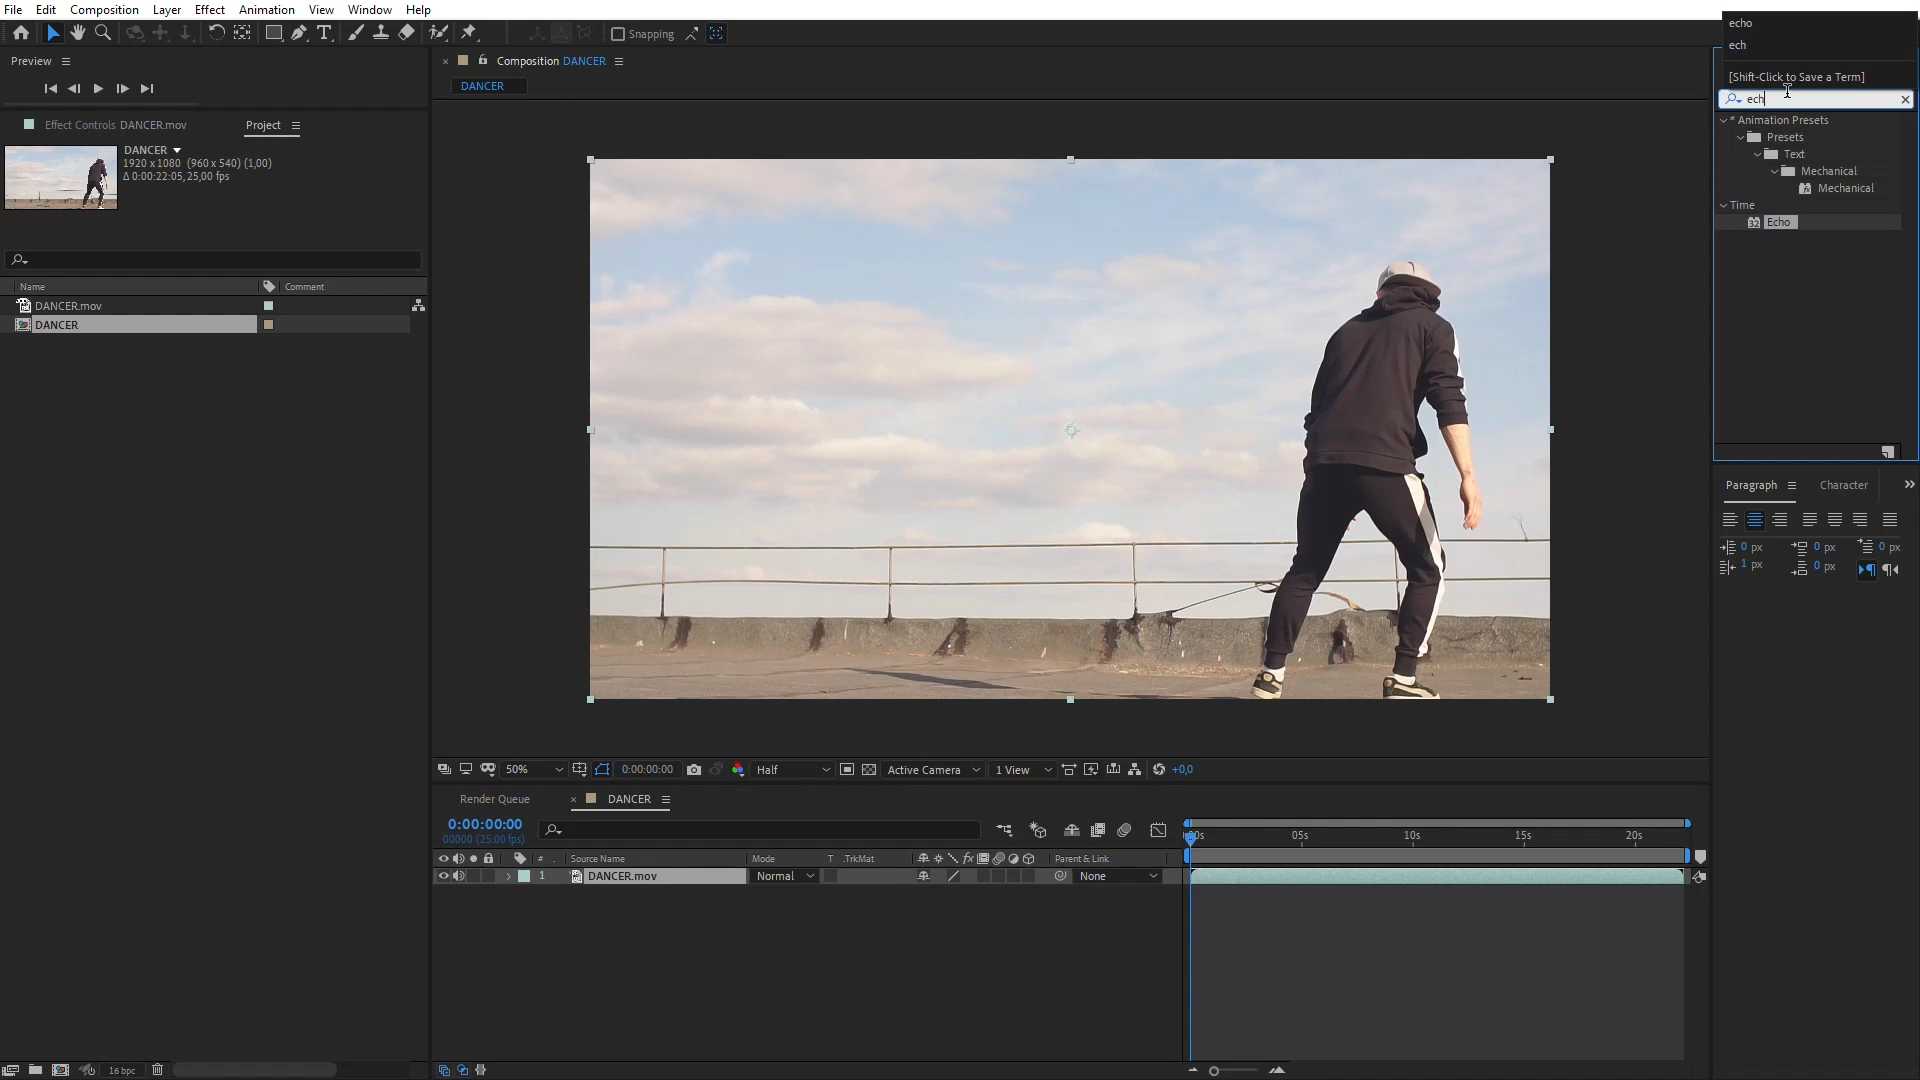 File Edit Composition Layer Effect Animation View Window Help
Snapping
echo
ech
[Shift-Click to Save a Term]
ech
Preview
Composition DANCER
DANCER
Effect Controls DANCER.mov
Project
DANCER
1920 x 1080 (960 x 540) (1,00)
Δ 0:00:22:05, 25,00 fps
Name Comment
DANCER.mov
DANCER
* Animation Presets
Presets
Text
Mechanical
Mechanical
Time
32 Echo
Paragraph Character
0 px 0 px 0 px
1 px 0 px
50% 0:00:00:00 Half Active Camera 1 View +0,0
Render Queue DANCER
0:00:00:00
00000 (25.00 fps)
00s 05s 10s 15s 20s
# Source Name Mode T .TrkMat fx Parent & Link
1 DANCER.mov Normal None
16 bpc